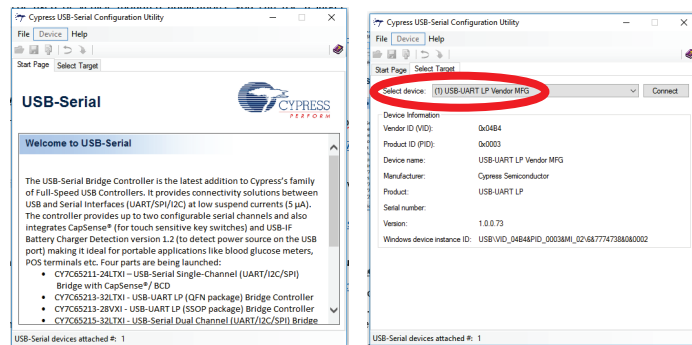 Cypress USB-Serial Configuration Utility
File Device Help
Start Page Select Target
USB-Serial
CYPRESS
PERFORM
Welcome to USB-Serial
The USB-Serial Bridge Controller is the latest addition to Cypress's family
of Full-Speed USB Controllers. It provides connectivity solutions between
USB and Serial Interfaces (UART/SPI/I2C) at low suspend currents (5 µA).
The controller provides up to two configurable serial channels and also
integrates CapSense® (for touch sensitive key switches) and USB-IF
Battery Charger Detection version 1.2 (to detect power source on the USB
port) making it ideal for portable applications like blood glucose meters,
POS terminals etc. Four parts are being launched:
• CY7C65211-24LTXI – USB-Serial Single-Channel (UART/I2C/SPI)
Bridge with CapSense®/ BCD
• CY7C65213-32LTXI - USB-UART LP (QFN package) Bridge Controller
• CY7C65213-28VXI - USB-UART LP (SSOP package) Bridge Controller
• CY7C65215-32LTXI - USB-Serial Dual Channel (UART/I2C/SPI) Bridge
USB-Serial devices attached #: 1
Cypress USB-Serial Configuration Utility
File Device Help
Start Page Select Target
Select device: (1) USB-UART LP Vendor MFG Connect
Device Information
Vendor ID (VID): 0x04B4
Product ID (PID): 0x0003
Device name: USB-UART LP Vendor MFG
Manufacturer: Cypress Semiconductor
Product: USB-UART LP
Serial number:
Version: 1.0.0.73
Windows device instance ID: USB\VID_04B4&PID_0003&MI_02\6&7774738&0&0002
USB-Serial devices attached #: 1